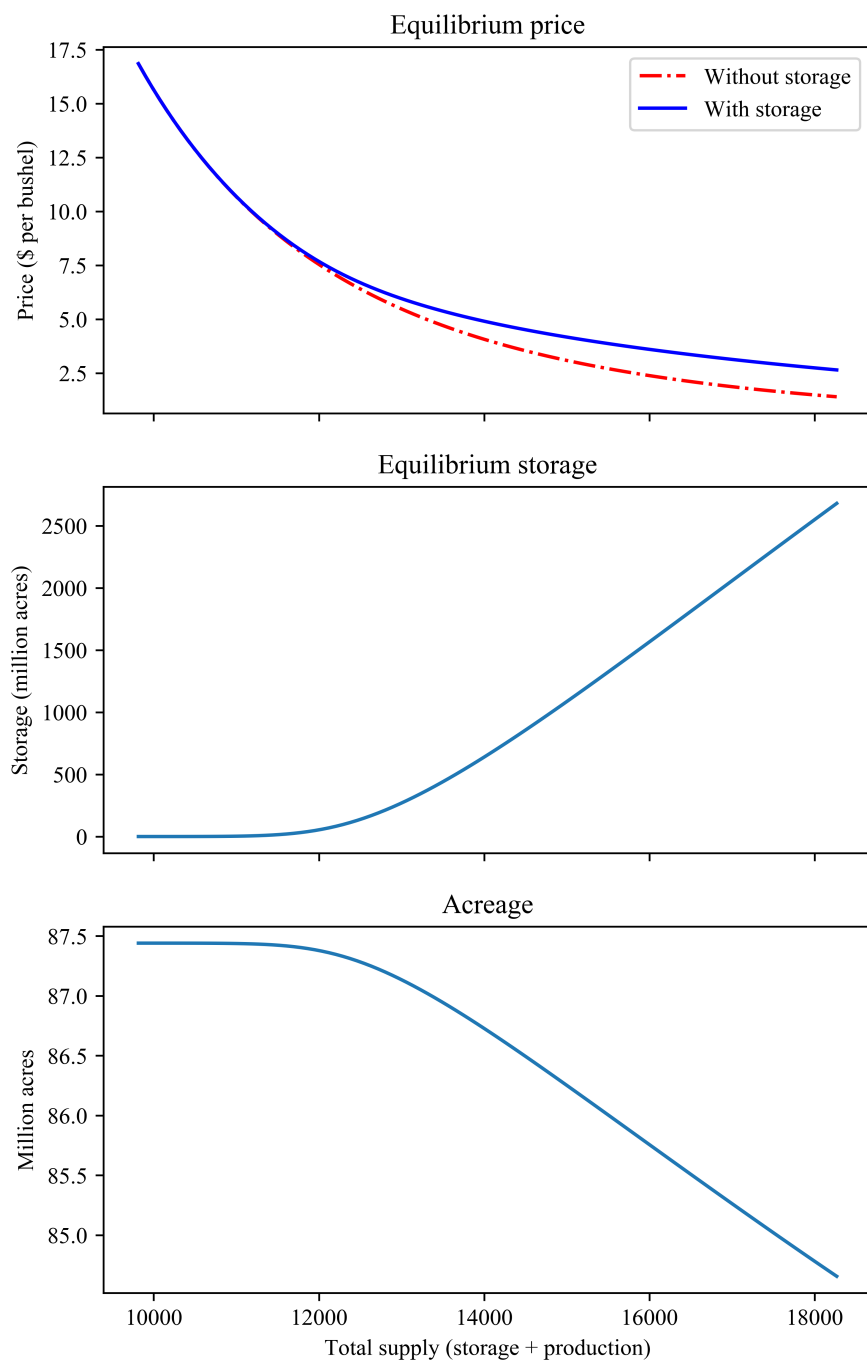 Equilibrium price
17.5
15.0
12.5
10.0
7.5
5.0
2.5
Price ($ per bushel)
Without storage
With storage
Equilibrium storage
2500
2000
1500
1000
500
0
Storage (million acres)
Acreage
87.5
87.0
86.5
86.0
85.5
85.0
Million acres
10000 12000 14000 16000 18000
Total supply (storage + production)